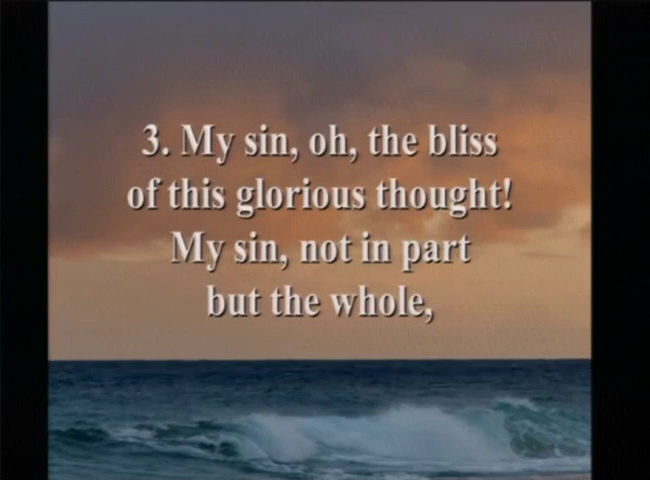 3. My sin, oh, the bliss
of this glorious thought!
My sin, not in part
but the whole,